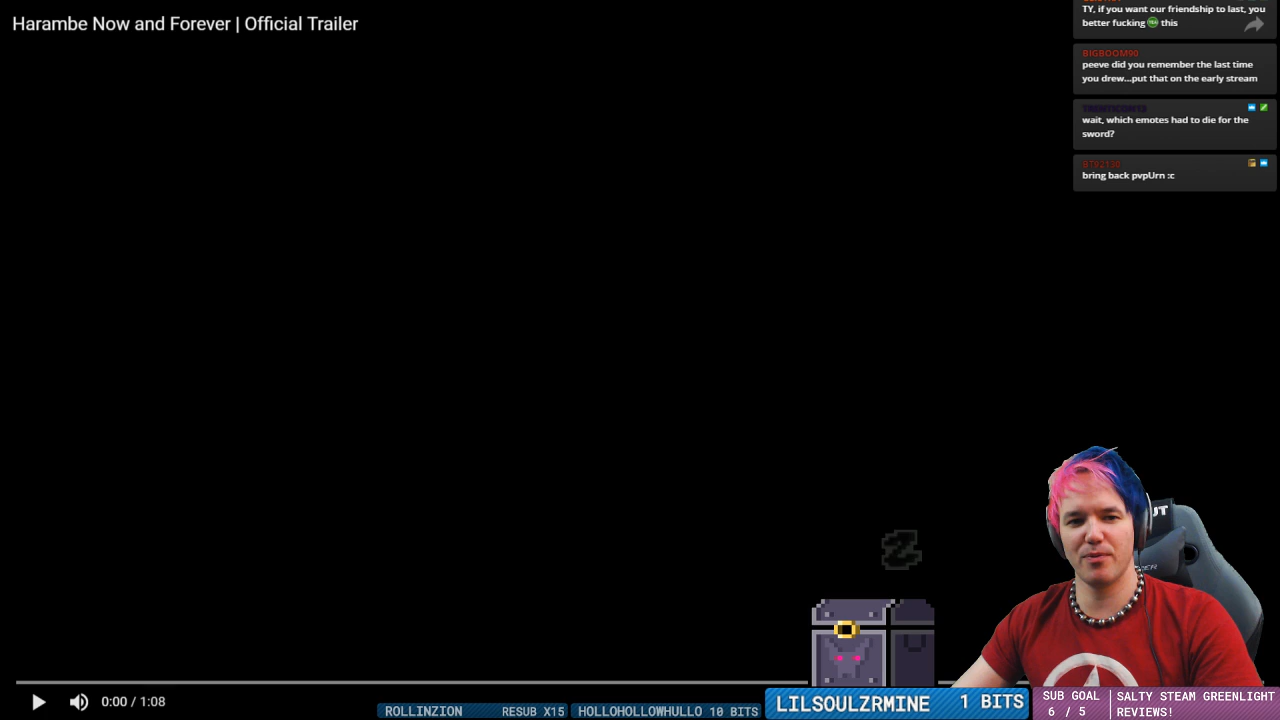 Harambe Now and Forever | Official Trailer
TY, if you want our friendship to last, you
better fucking this
BIGBOOM90
peeve did you remember the last time
you drew...put that on the early stream
wait, which emotes had to die for the
sword?
bring back pvpUrn :c
UT
0:00 / 1:08
ROLLINZION RESUB X15
HOLLOHOLLOWHULLO 10 BITS
LILSOULZRMINE 1 BITS
SUB GOAL
6 / 5
SALTY STEAM GREENLIGHT
REVIEWS!